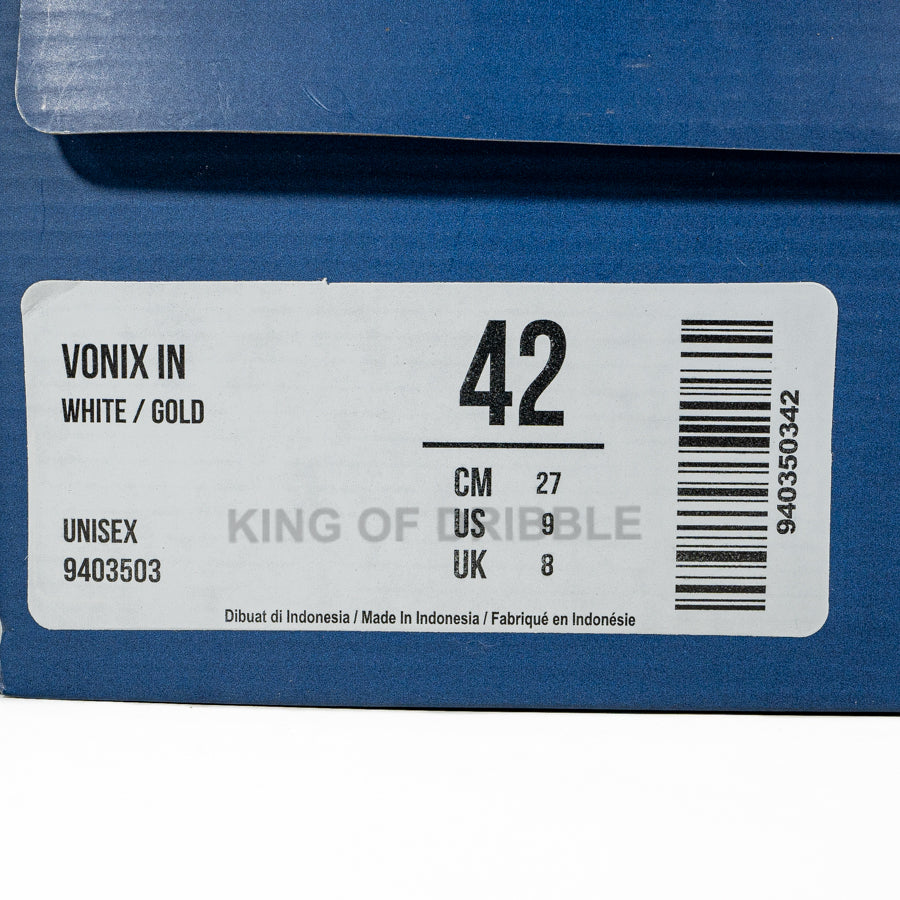 VONIX IN
WHITE / GOLD
UNISEX
9403503
42
CM 27
US 9
UK 8
KING OF DRIBBLE
Dibuat di Indonesia / Made In Indonesia / Fabriqué en Indonésie
940350342